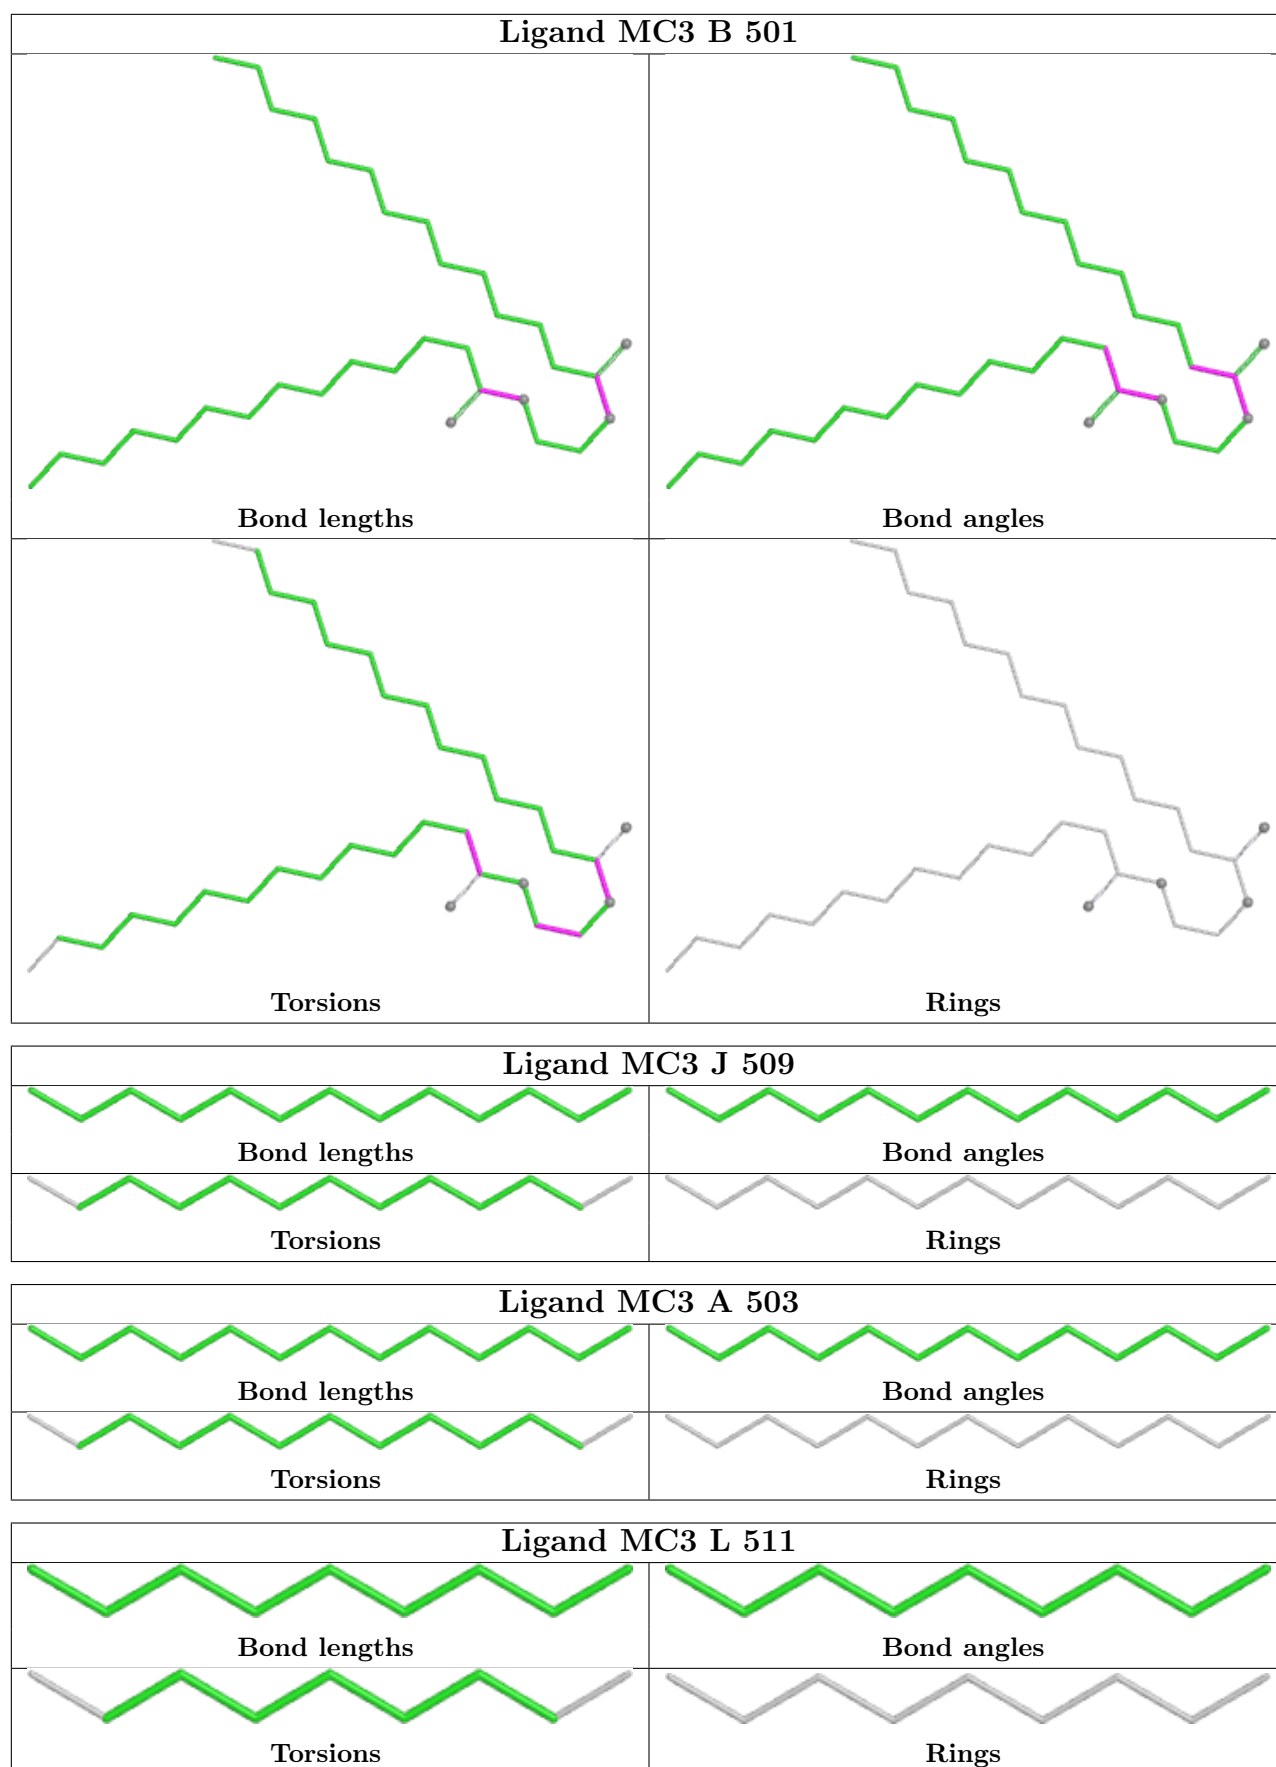 Ligand MC3 B 501
Bond lengths
Bond angles
Torsions
Rings
Ligand MC3 J 509
Bond lengths
Bond angles
Torsions
Rings
Ligand MC3 A 503
Bond lengths
Bond angles
Torsions
Rings
Ligand MC3 L 511
Bond lengths
Bond angles
Torsions
Rings